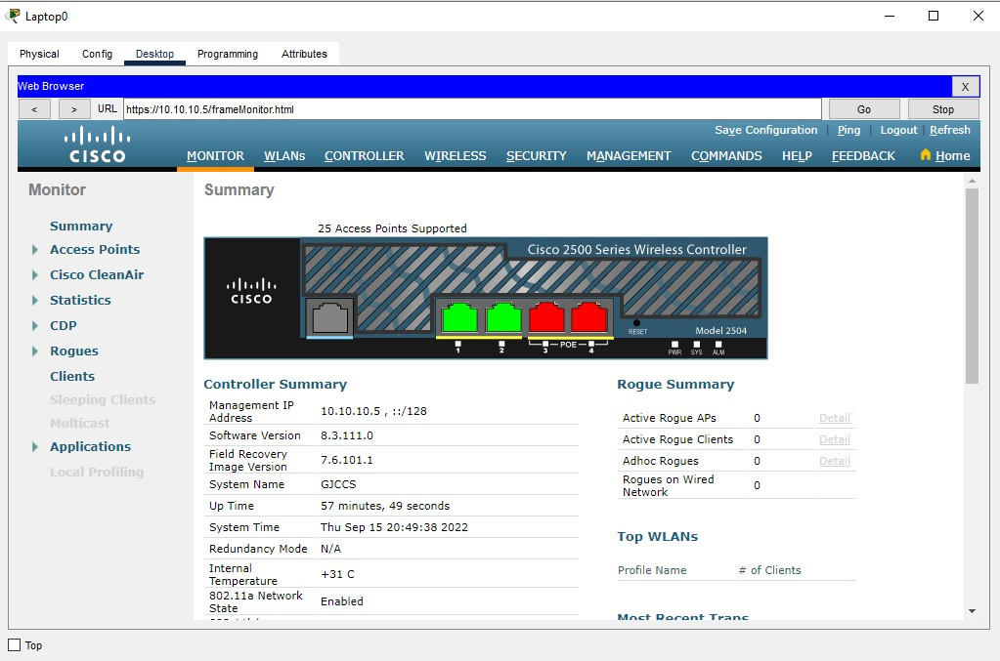 Laptop0
Physical Config Desktop Programming Attributes
Web Browser X
< > URL https://10.10.10.5/frameMonitor.html Go Stop
Save Configuration | Ping | Logout | Refresh
CISCO
MONITOR WLANs CONTROLLER WIRELESS SECURITY MANAGEMENT COMMANDS HELP FEEDBACK Home
Monitor
Summary
Access Points
Cisco CleanAir
Statistics
CDP
Rogues
Clients
Sleeping Clients
Multicast
Applications
Local Profiling
Summary
25 Access Points Supported
Cisco 2500 Series Wireless Controller
CISCO
RESET
Model 2504
1 2 3 POE 4
PWR SYS ALM
Controller Summary
Management IP
Address
10.10.10.5 , ::/128
Software Version 8.3.111.0
Field Recovery
Image Version
7.6.101.1
System Name GJCCS
Up Time 57 minutes, 49 seconds
System Time Thu Sep 15 20:49:38 2022
Redundancy Mode N/A
Internal
Temperature
+31 C
802.11a Network
State
Enabled
Rogue Summary
Active Rogue APs 0 Detail
Active Rogue Clients 0 Detail
Adhoc Rogues 0 Detail
Rogues on Wired
Network
0
Top WLANs
Profile Name # of Clients
Most Recent Traps
Top